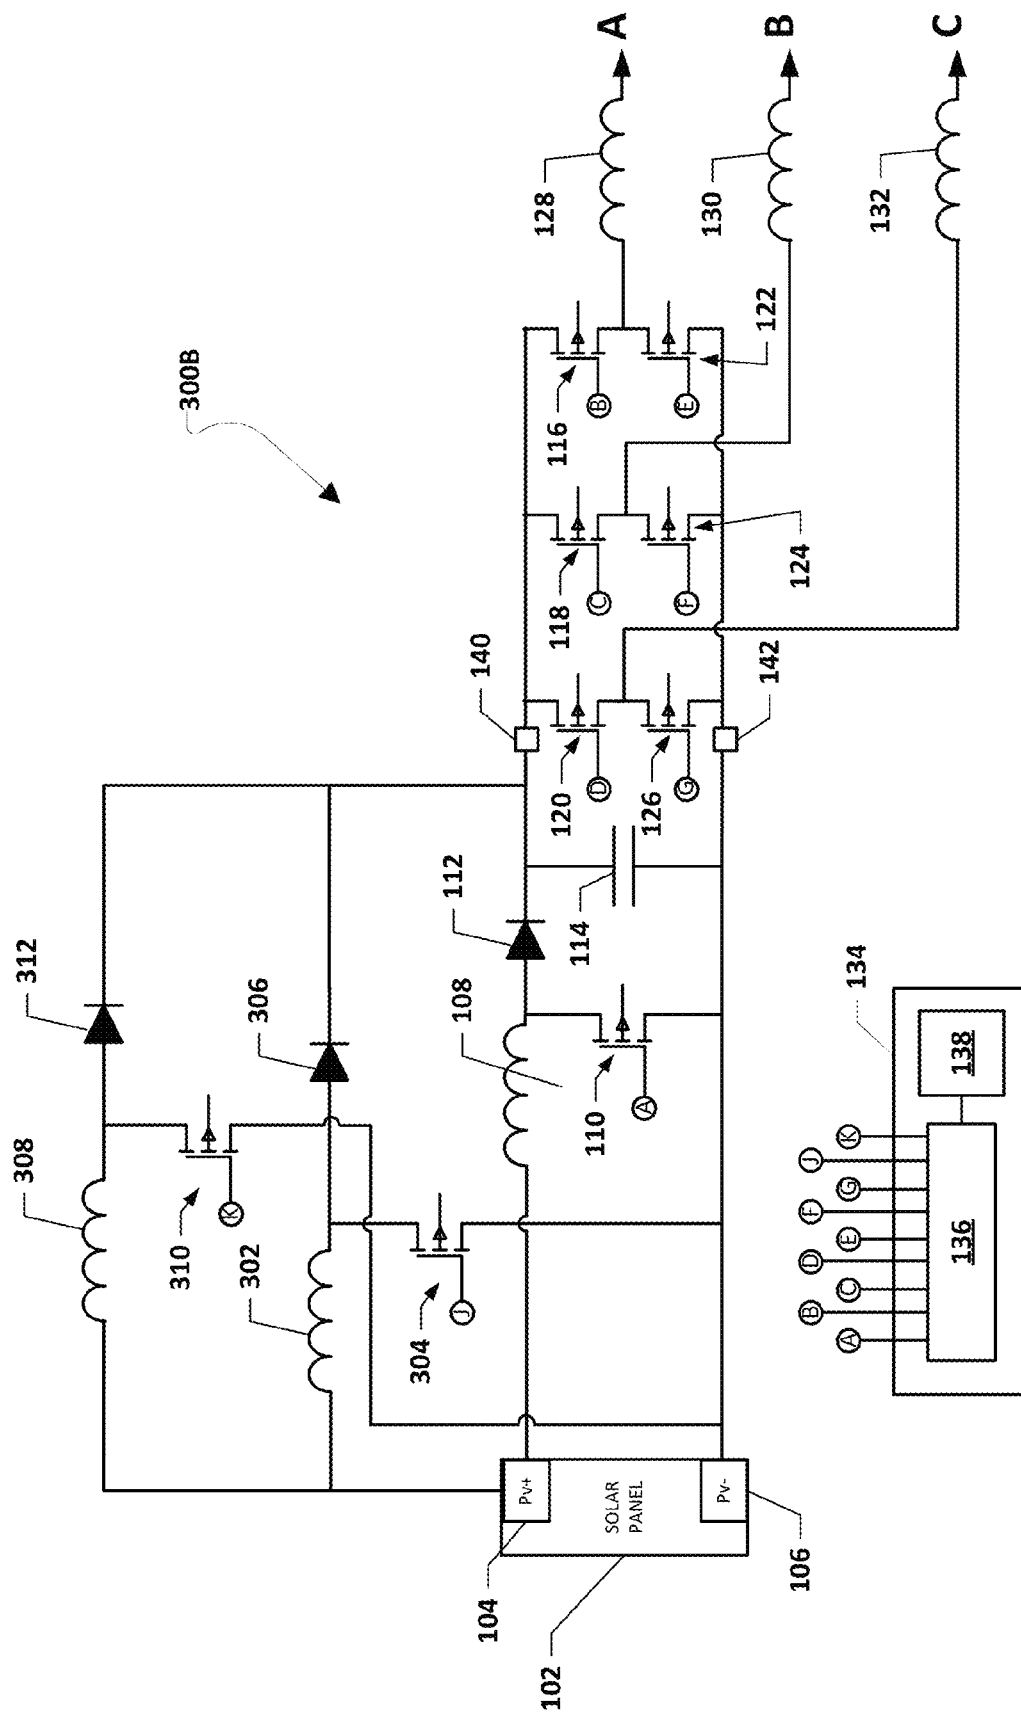 300B
312
308
310
K
306
302
304
J
108
112
110
A
114
140
120
D
126
G
142
118
C
124
F
116
B
122
E
128
A
130
B
132
C
104
Pv+
SOLAR
PANEL
Pv-
102
106
134
A
B
C
D
E
F
G
J
K
136
138